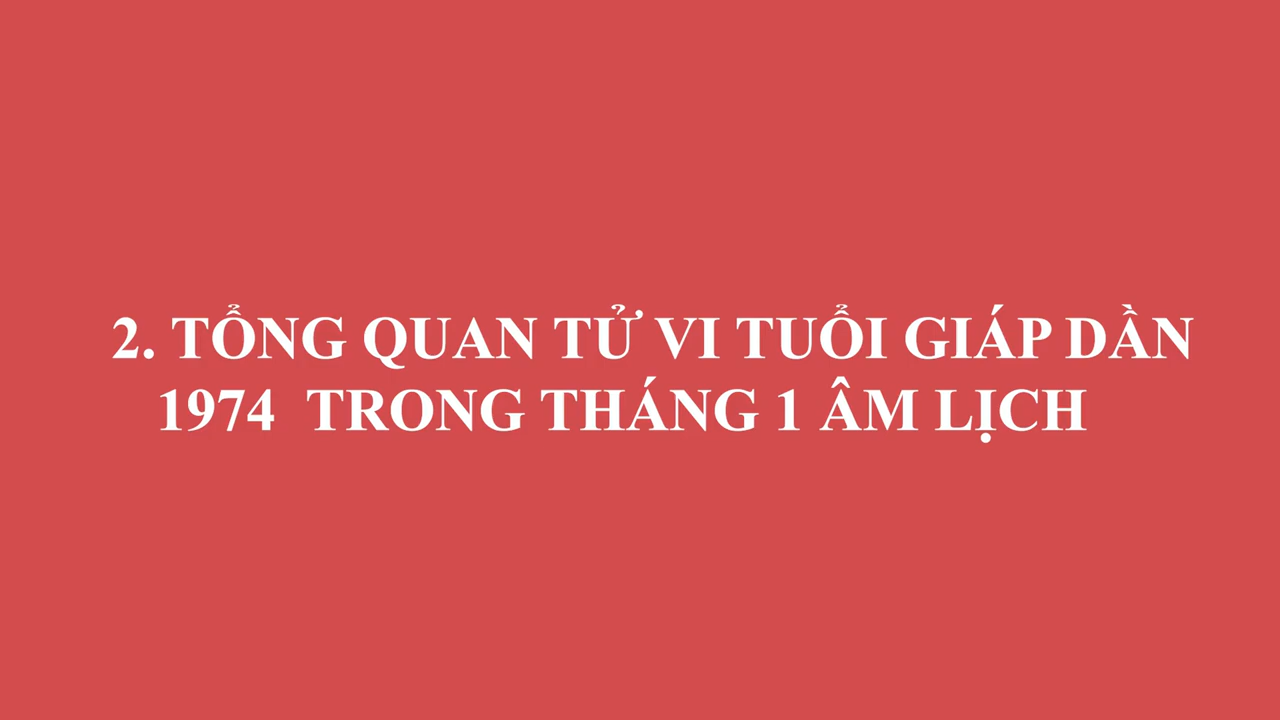 2. TỔNG QUAN TỬ VI TUỔI GIÁP DẦN
1974 TRONG THÁNG 1 ÂM LỊCH